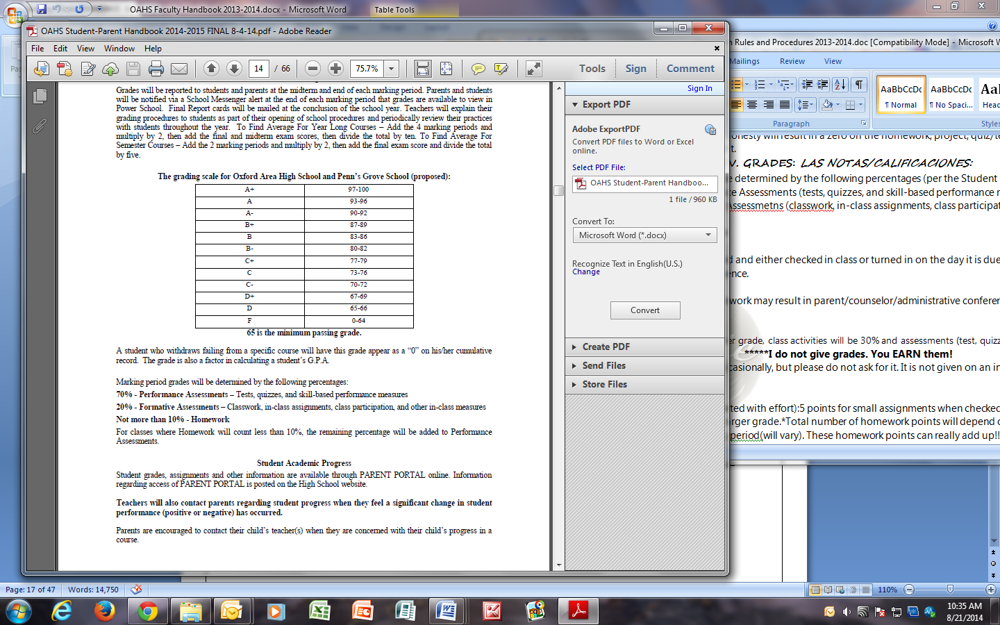 OAHS Faculty Handbook 2013-2014.docx - Microsoft Word
Table Tools
OAHS Student-Parent Handbook 2014-2015 FINAL 8-4-14.pdf - Adobe Reader
File Edit View Window Help
14 / 66 75.7% Tools Sign Comment
Grades will be reported to students and parents at the midterm and end of each marking period. Parents and students
will be notified via a School Messenger alert at the end of each marking period that grades are available to view in
Power School. Final Report cards will be mailed at the conclusion of the school year. Teachers will explain their
grading procedures to students as part of their opening of school procedures and periodically review their practices
with students throughout the year. To Find Average For Year Long Courses – Add the 4 marking periods and
multiply by 2, then add the final and midterm exam scores, then divide the total by ten. To Find Average For
Semester Courses – Add the 2 marking periods and multiply by 2, then add the final exam score and divide the total
by five.
The grading scale for Oxford Area High School and Penn's Grove School (proposed):
A+ 97-100
A 93-96
A- 90-92
B+ 87-89
B 83-86
B- 80-82
C+ 77-79
C 73-76
C- 70-72
D+ 67-69
D 65-66
F 0-64
65 is the minimum passing grade.
A student who withdraws failing from a specific course will have this grade appear as a "0" on his/her cumulative
record. The grade is also a factor in calculating a student's G.P.A.
Marking period grades will be determined by the following percentages:
70% - Performance Assessments – Tests, quizzes, and skill-based performance measures
20% - Formative Assessments – Classwork, in-class assignments, class participation, and other in-class measures
Not more than 10% - Homework
For classes where Homework will count less than 10%, the remaining percentage will be added to Performance
Assessments.
Student Academic Progress
Student grades, assignments and other information are available through PARENT PORTAL online. Information
regarding access of PARENT PORTAL is posted on the High School website.
Teachers will also contact parents regarding student progress when they feel a significant change in student
performance (positive or negative) has occurred.
Parents are encouraged to contact their child's teacher(s) when they are concerned with their child's progress in a
course.
Sign In
Export PDF
Adobe ExportPDF
Convert PDF files to Word or Excel
online.
Select PDF File:
OAHS Student-Parent Handboo...
1 file / 960 KB
Convert To:
Microsoft Word (*.docx)
Recognize Text in English(U.S.)
Change
Convert
Create PDF
Send Files
Store Files
Rules and Procedures 2013-2014.doc [Compatibility Mode] - Microsoft W
Mailings Review View
AaBbCcDc AaBbCcDc AaB
¶ Normal ¶ No Spaci... Head
Paragraph Styles
onesty will result in a zero on the homework, project, quiz/te
t.
V. GRADES: LAS NOTAS/CALIFICACIONES:
e determined by the following percentages (per the Student
ce Assessments (tests, quizzes, and skill-based performance m
Assessmetns (classwork, in-class assignments, class participat
d and either checked in class or turned in on the day it is due
ence.
work may result in parent/counselor/administrative conferen
er grade, class activities will be 30% and assessments (test, quizz
*****I do not give grades. You EARN them!
casionally, but please do not ask for it. It is not given on an in
ted with effort):5 points for small assignments when checked
arger grade.*Total number of homework points will depend o
period(will vary). These homework points can really add up!!
Page: 17 of 47 Words: 14,750 110%
10:35 AM
8/21/2014